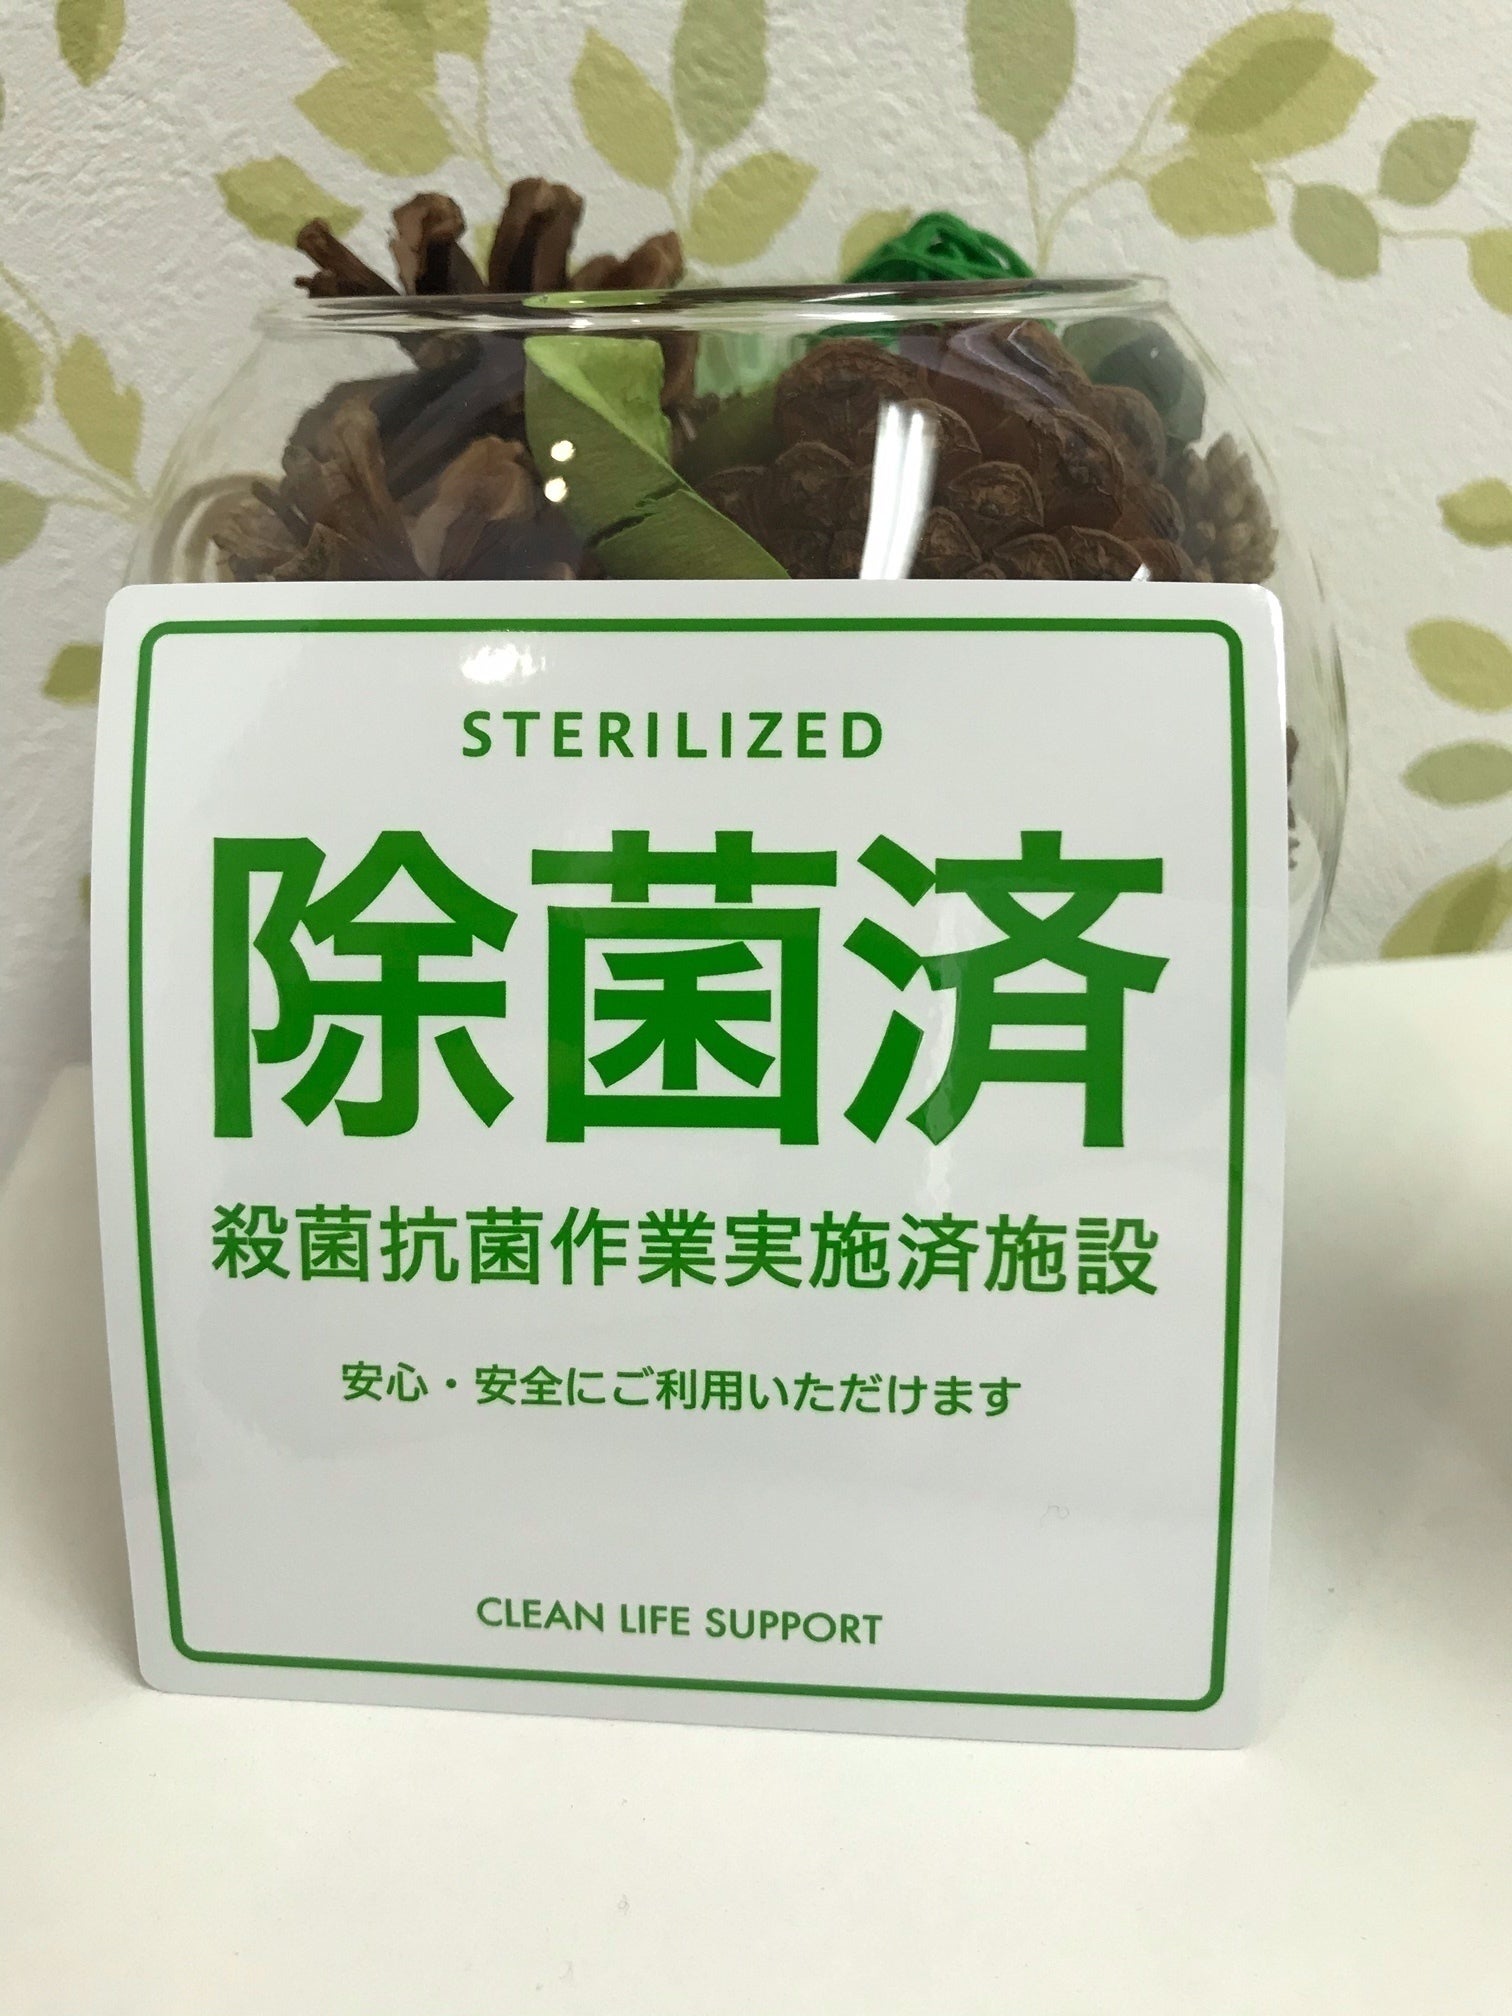 STERILIZED
除菌済
殺菌抗菌作業実施済施設
安心・安全にご利用いただけます
CLEAN LIFE SUPPORT